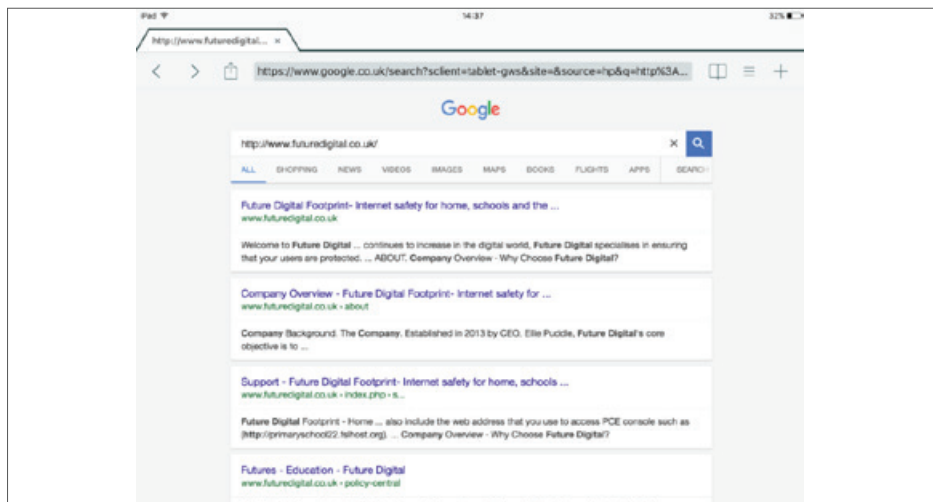 iPad 14:37 32%
http://www.futuredigital... ×
https://www.google.co.uk/search?sclient=tablet-gws&site=&source=hp&q=http%3A...
Google
http://www.futuredigital.co.uk/
ALL SHOPPING NEWS VIDEOS IMAGES MAPS BOOKS FLIGHTS APPS SEARCH
Future Digital Footprint- Internet safety for home, schools and the ...
www.futuredigital.co.uk
Welcome to Future Digital ... continues to increase in the digital world, Future Digital specialises in ensuring
that your users are protected. ... ABOUT. Company Overview - Why Choose Future Digital?
Company Overview - Future Digital Footprint- Internet safety for ...
www.futuredigital.co.uk › about
Company Background. The Company. Established in 2013 by CEO, Ellie Puddle, Future Digital's core
objective is to ...
Support - Future Digital Footprint- Internet safety for home, schools ...
www.futuredigital.co.uk › index.php › s...
Future Digital Footprint - Home ... also include the web address that you use to access PCE console such as
(http://primaryschool22.fslhost.org). ... Company Overview - Why Choose Future Digital?
Futures - Education - Future Digital
www.futuredigital.co.uk › policy-central